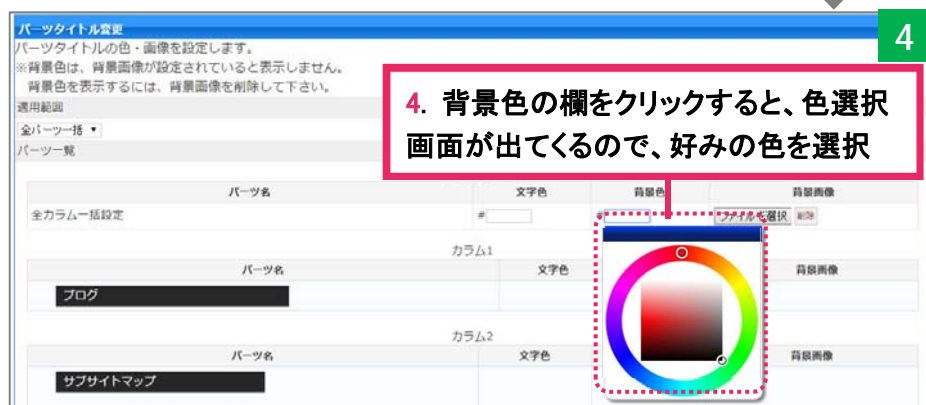 パーツタイトル変更
4
パーツタイトルの色・画像を設定します。
※背景色は、背景画像が設定されていると表示しません。
背景色を表示するには、背景画像を削除して下さい。
4. 背景色の欄をクリックすると、色選択
画面が出てくるので、好みの色を選択
適用範囲
全パーツ一括 ▼
パーツ一覧
パーツ名 文字色 背景色 背景画像
全カラム一括設定 # # ファイルを選択 削除
カラム1
パーツ名 文字色 背景画像
ブログ
カラム2
パーツ名 文字色 背景画像
サブサイトマップ